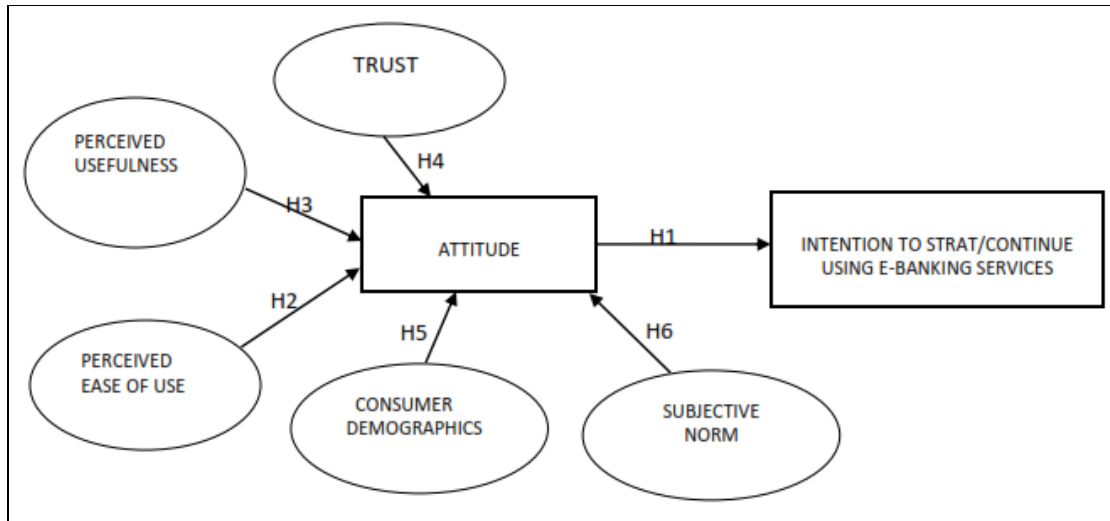 TRUST
PERCEIVED
USEFULNESS
H4
H3
ATTITUDE
H1
INTENTION TO STRAT/CONTINUE
USING E-BANKING SERVICES
H2
PERCEIVED
EASE OF USE
H5
H6
CONSUMER
DEMOGRAPHICS
SUBJECTIVE
NORM